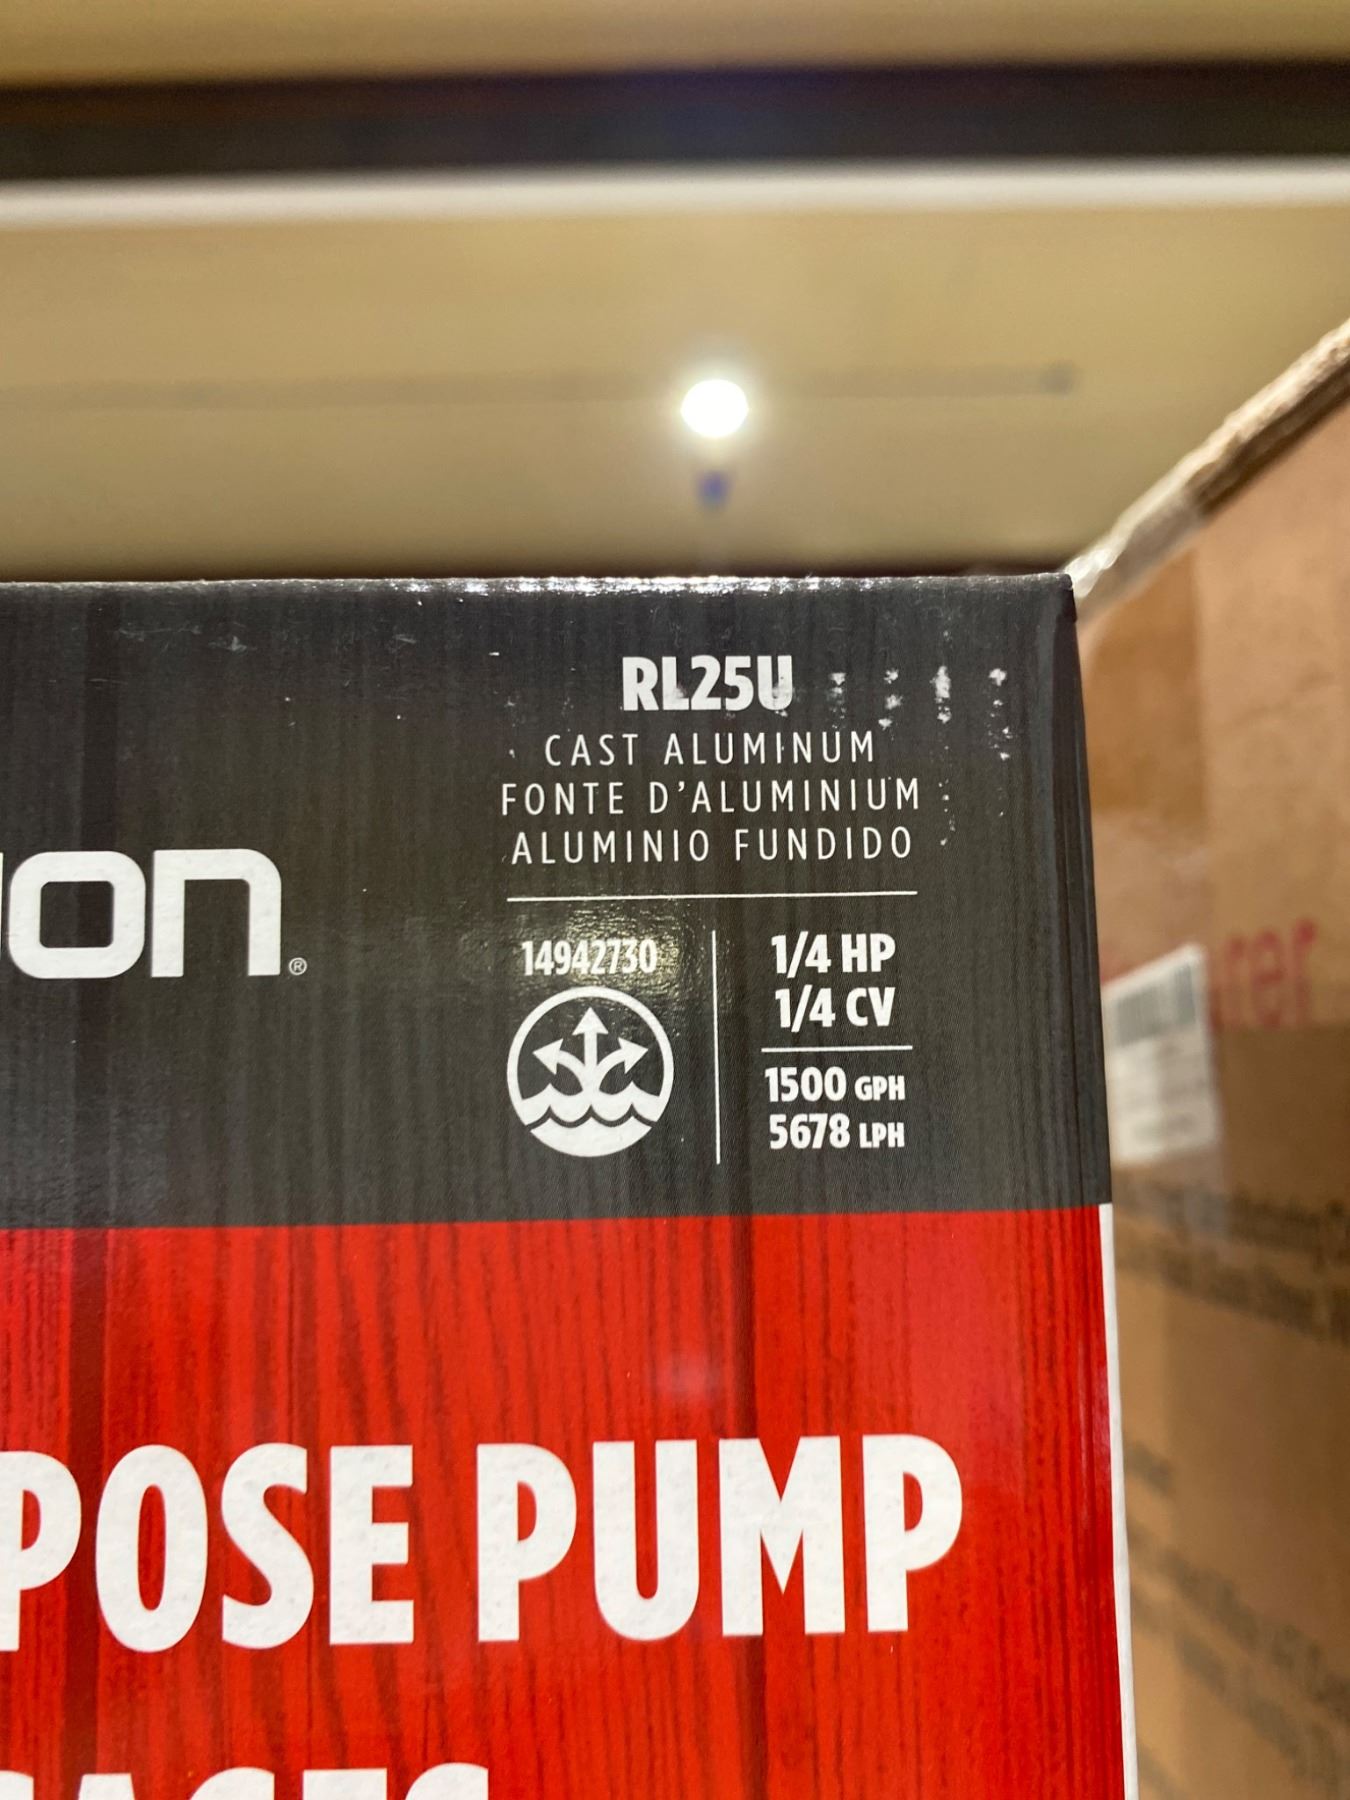 RL25U
CAST ALUMINUM
FONTE D'ALUMINIUM
ALUMINIO FUNDIDO
on®
14942730
1/4 HP
1/4 CV
1500 GPH
5678 LPH
POSE PUMP